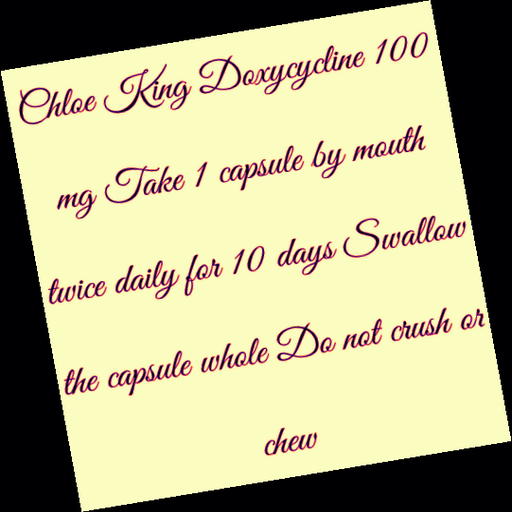 Chloe King Doxycycline 100
mg Take 1 capsule by mouth
twice daily for 10 days Swallow
the capsule whole Do not crush or
chew